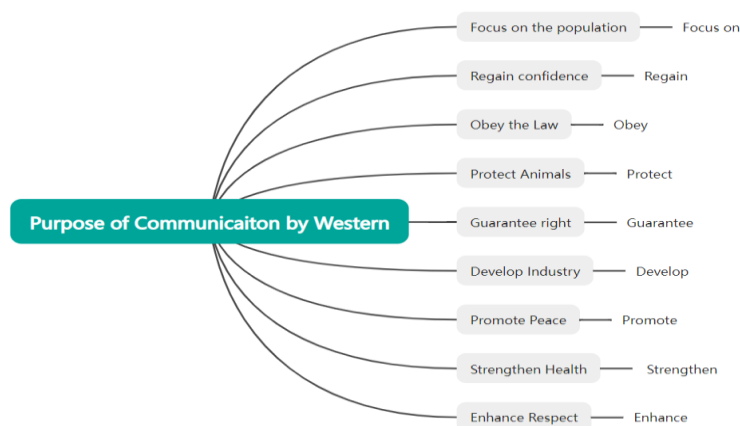 Focus on the population Focus on
Regain confidence Regain
Obey the Law Obey
Protect Animals Protect
Purpose of Communicaiton by Western Guarantee right Guarantee
Develop Industry Develop
Promote Peace Promote
Strengthen Health Strengthen
Enhance Respect Enhance